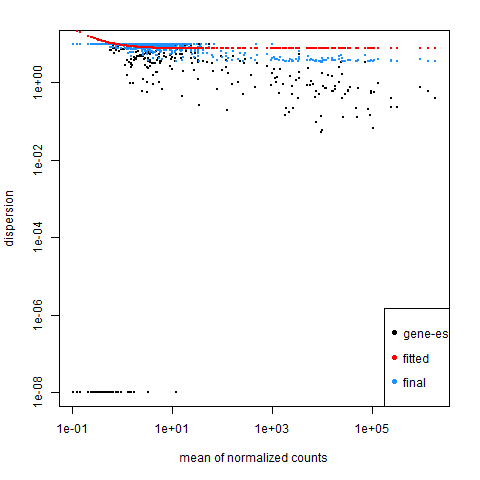 1e+00
1e-02
1e-04
1e-06
1e-08
dispersion
gene-es
fitted
final
1e-01 1e+01 1e+03 1e+05
mean of normalized counts